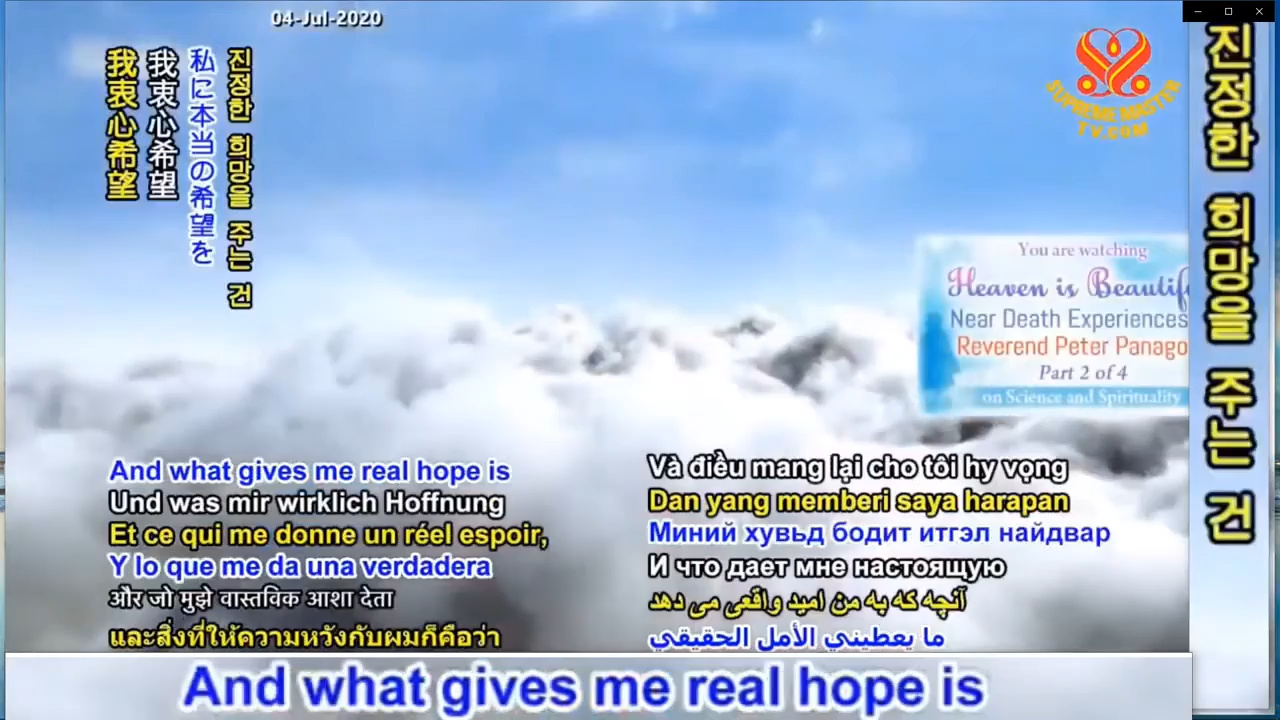 04-Jul-2020
진정한 희망을 주는 건
私に本当の希望を
我衷心希望
我衷心希望
SUPREME MASTER
TV.COM
진정한 희망을 주는 건
You are watching
Heaven is Beautif
Near Death Experiences
Reverend Peter Panago
Part 2 of 4
on Science and Spirituality
And what gives me real hope is
Und was mir wirklich Hoffnung
Et ce qui me donne un réel espoir,
Y lo que me da una verdadera
और जो मुझे वास्तविक आशा देता
และสิ่งที่ให้ความหวังกับผมก็คือว่า
Và điều mang lại cho tôi hy vọng
Dan yang memberi saya harapan
Миний хувьд бодит итгэл найдвар
И что дает мне настоящую
آنچه که به من امید واقعی می دهد
ما يعطيني الأمل الحقيقي
And what gives me real hope is